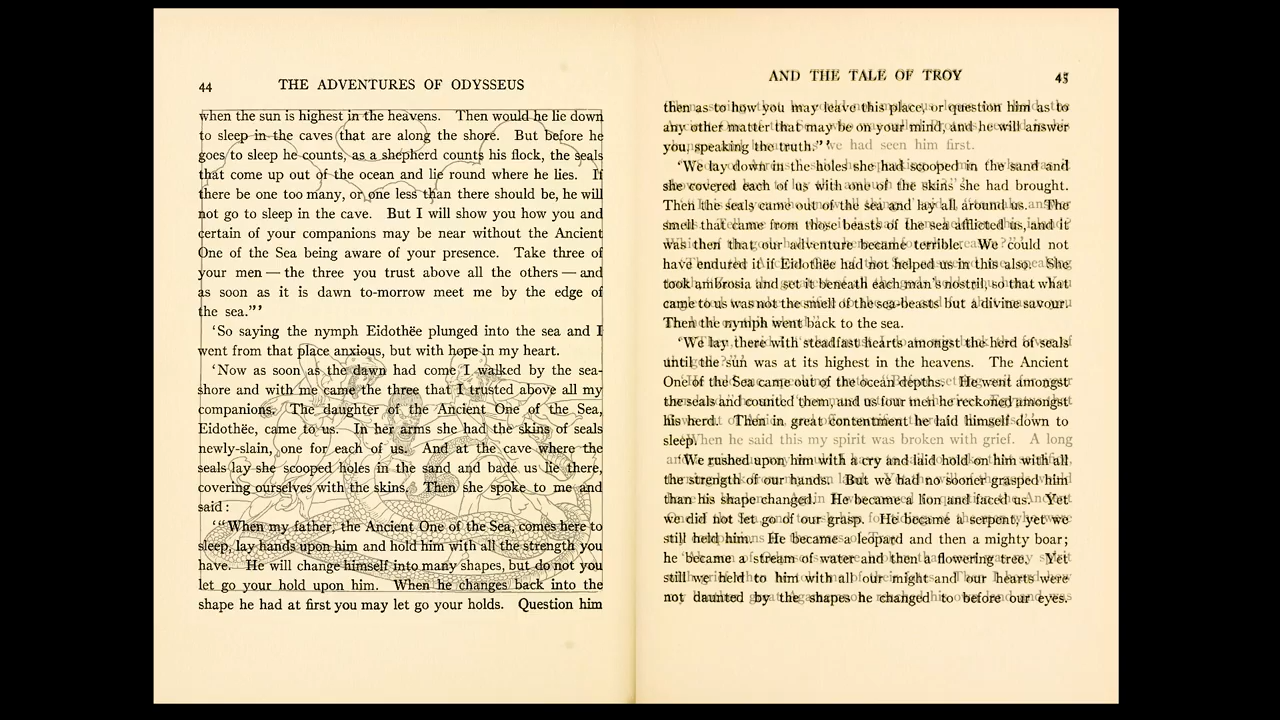 44 THE ADVENTURES OF ODYSSEUS
when the sun is highest in the heavens. Then would he lie down
to sleep in the caves that are along the shore. But before he
goes to sleep he counts, as a shepherd counts his flock, the seals
that come up out of the ocean and lie round where he lies. If
there be one too many, or one less than there should be, he will
not go to sleep in the cave. But I will show you how you and
certain of your companions may be near without the Ancient
One of the Sea being aware of your presence. Take three of
your men — the three you trust above all the others — and
as soon as it is dawn to-morrow meet me by the edge of
the sea."'
'So saying the nymph Eidothëe plunged into the sea and I
went from that place anxious, but with hope in my heart.
'Now as soon as the dawn had come I walked by the sea-
shore and with me came the three that I trusted above all my
companions. The daughter of the Ancient One of the Sea,
Eidothëe, came to us. In her arms she had the skins of seals
newly-slain, one for each of us. And at the cave where the
seals lay she scooped holes in the sand and bade us lie there,
covering ourselves with the skins. Then she spoke to me and
said :
'"When my father, the Ancient One of the Sea, comes here to
sleep, lay hands upon him and hold him with all the strength you
have. He will change himself into many shapes, but do not you
let go your hold upon him. When he changes back into the
shape he had at first you may let go your holds. Question him
AND THE TALE OF TROY
then as to how you may leave this place, or question him as to
any other matter that may be on your mind, and he will answer
you, speaking the truth."'
we had seen him first.
'We lay down in the holes she had scooped in the sand and
she covered each of us with one of the skins she had brought.
Then the seals came out of the sea and lay all around us. The
smell that came from those beasts of the sea afflicted us, and it
was then that our adventure became terrible. We could not
have endured it if Eidothëe had not helped us in this also. She
took ambrosia and set it beneath each man's nostril, so that what
came to us was not the smell of the sea-beasts but a divine savour.
Then the nymph went back to the sea.
'We lay there with steadfast hearts amongst the herd of seals
until the sun was at its highest in the heavens. The Ancient
One of the Sea came out of the ocean depths. He went amongst
the seals and counted them, and us four men he reckoned amongst
his herd. Then in great contentment he laid himself down to
sleep.
'When he said this my spirit was broken with grief. A long
'We rushed upon him with a cry and laid hold on him with all
the strength of our hands. But we had no sooner grasped him
than his shape changed. He became a lion and faced us. Yet
we did not let go of our grasp. He became a serpent, yet we
still held him. He became a leopard and then a mighty boar;
he became a stream of water and then a flowering tree. Yet
still we held to him with all our might and our hearts were
not daunted by the shapes he changed to before our eyes.